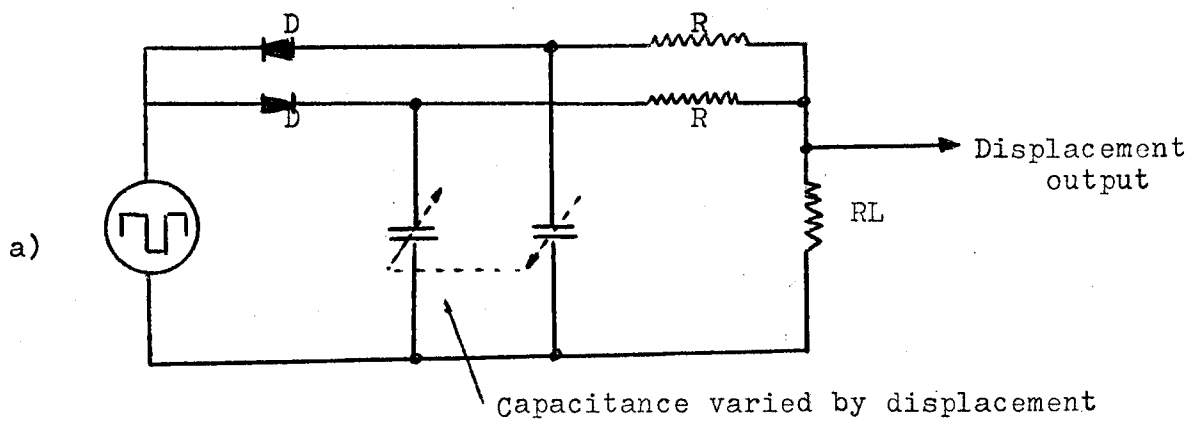 D
R
D
R
Displacement
output
RL
a)
Capacitance varied by displacement